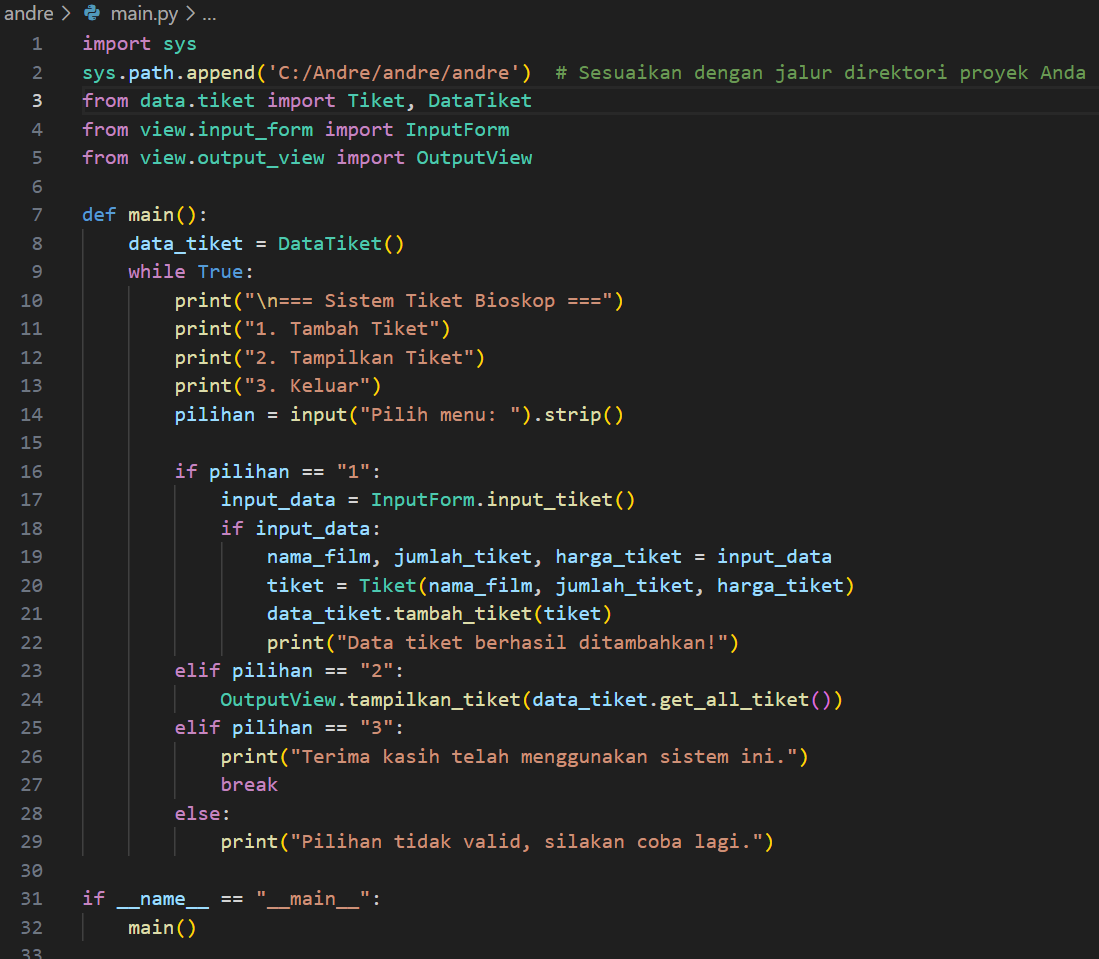 andre > main.py > ...
1 import sys
2 sys.path.append('C:/Andre/andre/andre')  # Sesuaikan dengan jalur direktori proyek Anda
3 from data.tiket import Tiket, DataTiket
4 from view.input_form import InputForm
5 from view.output_view import OutputView
6
7 def main():
8     data_tiket = DataTiket()
9     while True:
10         print("\n=== Sistem Tiket Bioskop ===")
11         print("1. Tambah Tiket")
12         print("2. Tampilkan Tiket")
13         print("3. Keluar")
14         pilihan = input("Pilih menu: ").strip()
15
16         if pilihan == "1":
17             input_data = InputForm.input_tiket()
18             if input_data:
19                 nama_film, jumlah_tiket, harga_tiket = input_data
20                 tiket = Tiket(nama_film, jumlah_tiket, harga_tiket)
21                 data_tiket.tambah_tiket(tiket)
22                 print("Data tiket berhasil ditambahkan!")
23         elif pilihan == "2":
24             OutputView.tampilkan_tiket(data_tiket.get_all_tiket())
25         elif pilihan == "3":
26             print("Terima kasih telah menggunakan sistem ini.")
27             break
28         else:
29             print("Pilihan tidak valid, silakan coba lagi.")
30
31 if __name__ == "__main__":
32     main()
33